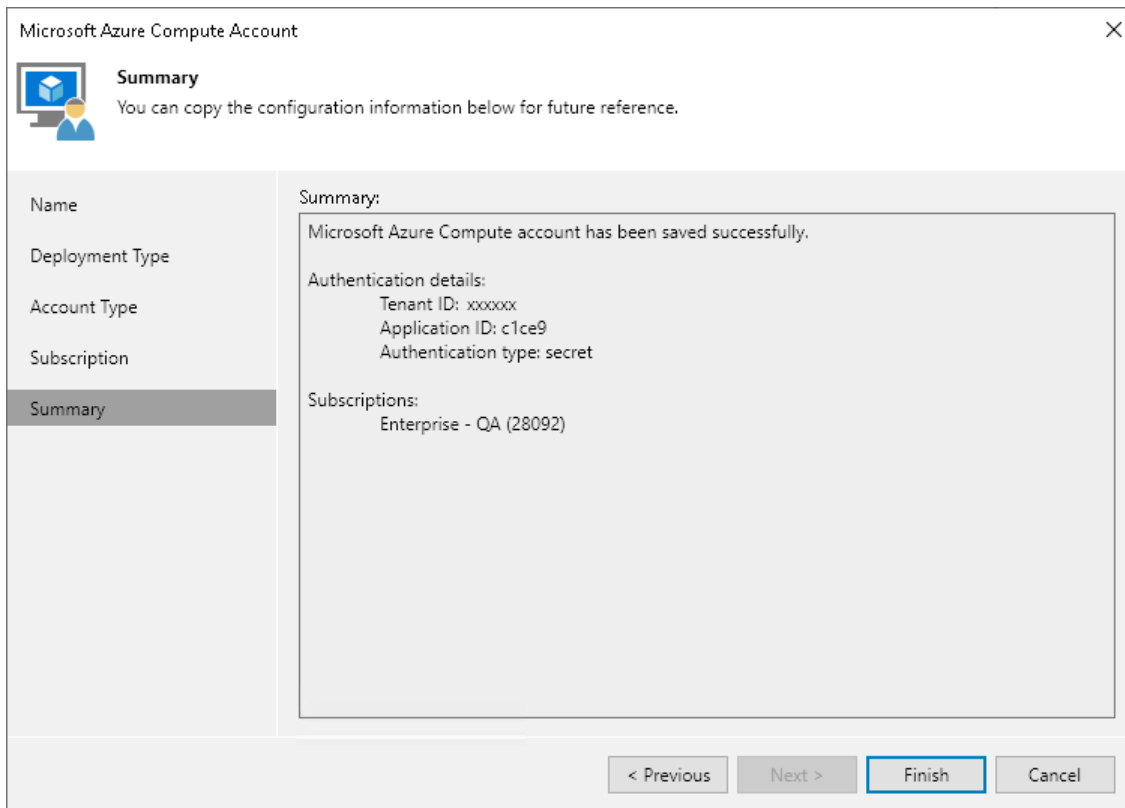 Microsoft Azure Compute Account
Summary
You can copy the configuration information below for future reference.
Name
Deployment Type
Account Type
Subscription
Summary
Summary:
Microsoft Azure Compute account has been saved successfully.
Authentication details:
Tenant ID: xxxxxx
Application ID: c1ce9
Authentication type: secret
Subscriptions:
Enterprise - QA (28092)
< Previous
Next >
Finish
Cancel